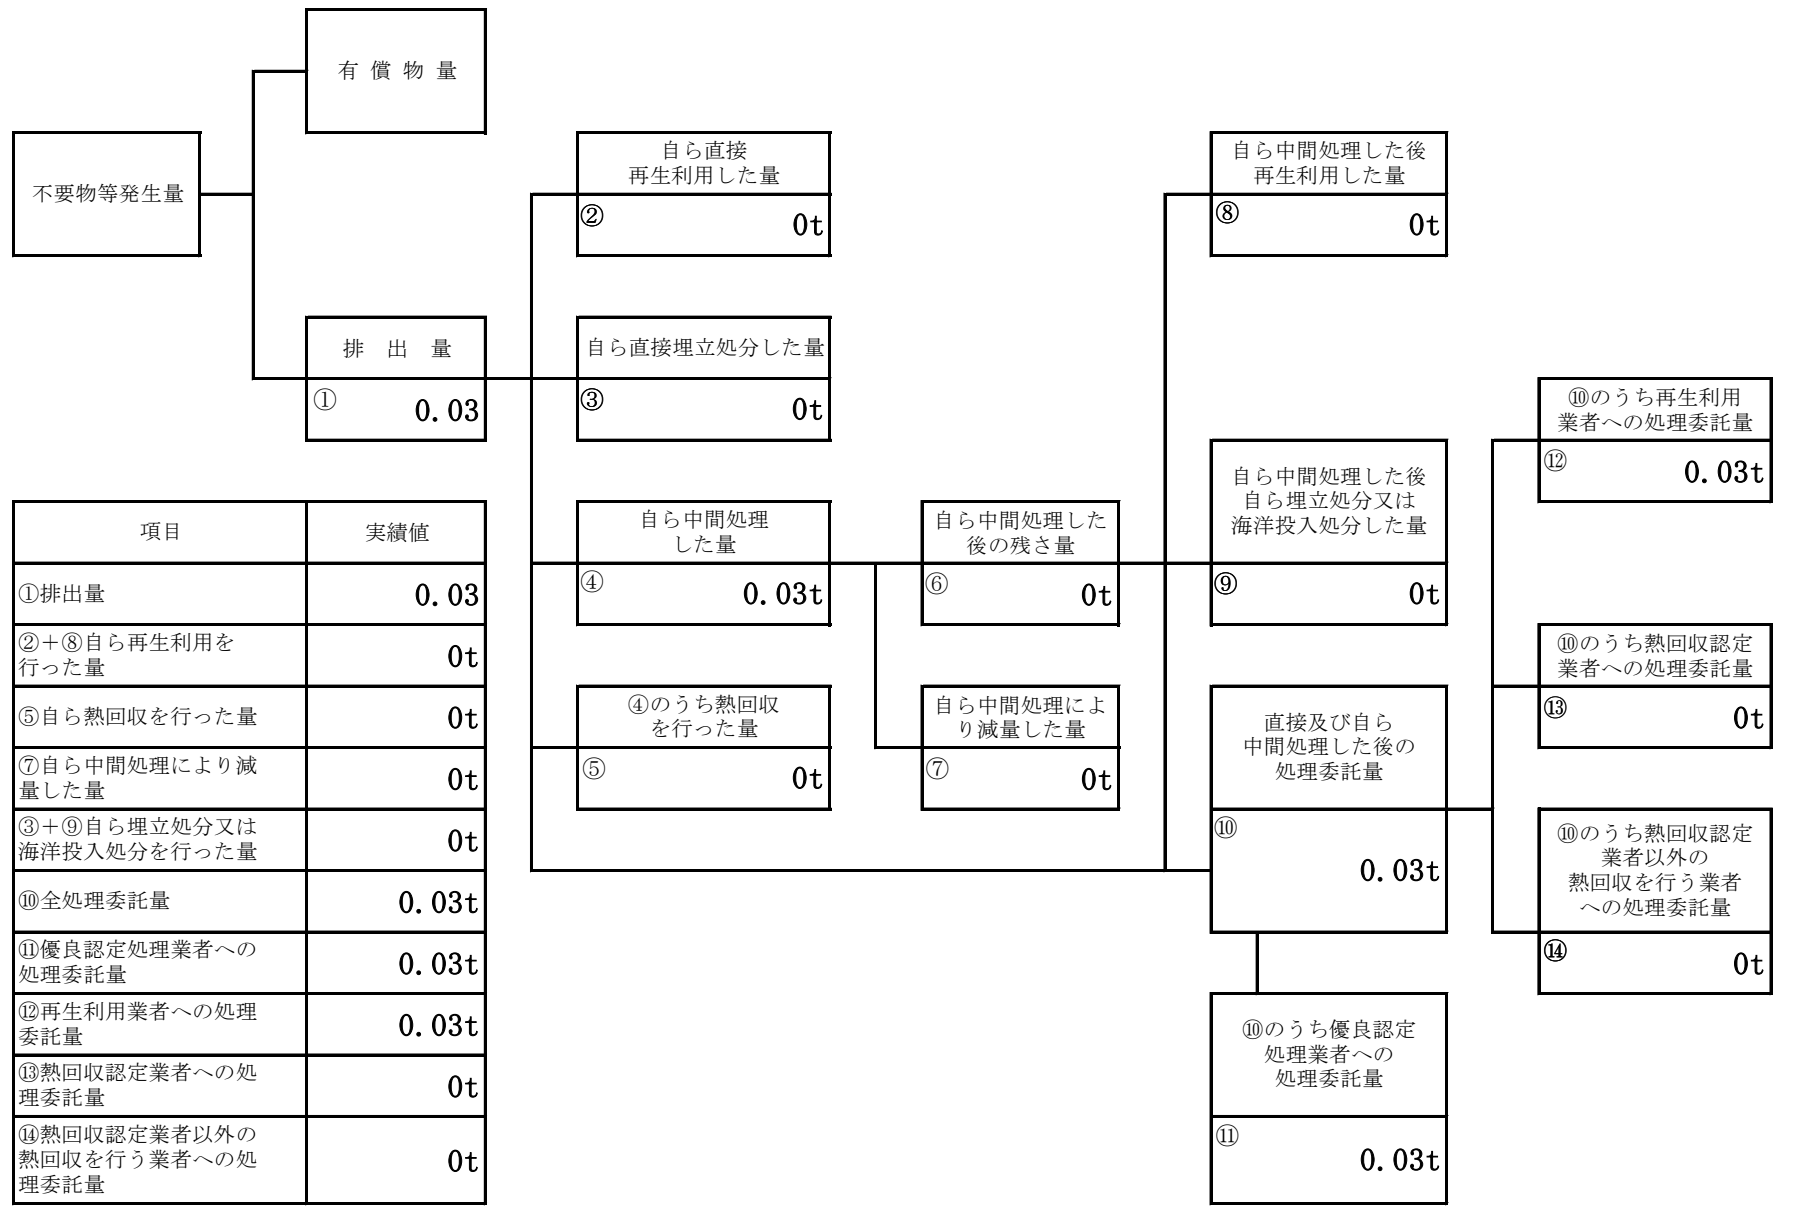 有償物量
不要物等発生量
排出量
①
0.03
自ら直接
再生利用した量
②
0t
自ら直接埋立処分した量
③
0t
自ら中間処理
した量
④
0.03t
④のうち熱回収
を行った量
⑤
0t
自ら中間処理した
後の残さ量
⑥
0t
自ら中間処理によ
り減量した量
⑦
0t
自ら中間処理した後
再生利用した量
⑧
0t
自ら中間処理した後
自ら埋立処分又は
海洋投入処分した量
⑨
0t
直接及び自ら
中間処理した後の
処理委託量
⑩
0.03t
⑩のうち優良認定
処理業者への
処理委託量
⑪
0.03t
⑩のうち再生利用
業者への処理委託量
⑫
0.03t
⑩のうち熱回収認定
業者への処理委託量
⑬
0t
⑩のうち熱回収認定
業者以外の
熱回収を行う業者
への処理委託量
⑭
0t
項目
実績値
①排出量
0.03
②＋⑧自ら再生利用を
行った量
0t
⑤自ら熱回収を行った量
0t
⑦自ら中間処理により減
量した量
0t
③＋⑨自ら埋立処分又は
海洋投入処分を行った量
0t
⑩全処理委託量
0.03t
⑪優良認定処理業者への
処理委託量
0.03t
⑫再生利用業者への処理
委託量
0.03t
⑬熱回収認定業者への処
理委託量
0t
⑭熱回収認定業者以外の
熱回収を行う業者への処
理委託量
0t